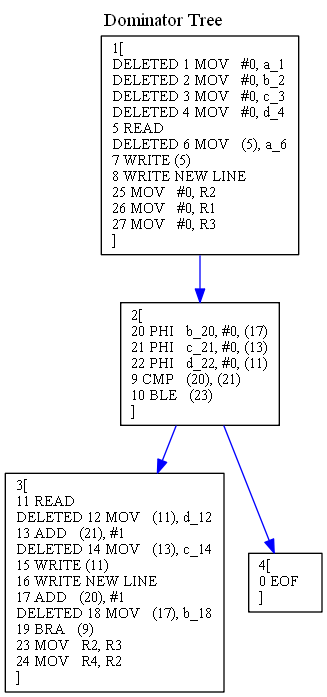 Dominator Tree
1[
DELETED 1 MOV #0, a_1
DELETED 2 MOV #0, b_2
DELETED 3 MOV #0, c_3
DELETED 4 MOV #0, d_4
5 READ
DELETED 6 MOV (5), a_6
7 WRITE (5)
8 WRITE NEW LINE
25 MOV #0, R2
26 MOV #0, R1
27 MOV #0, R3
]
2[
20 PHI b_20, #0, (17)
21 PHI c_21, #0, (13)
22 PHI d_22, #0, (11)
9 CMP (20), (21)
10 BLE (23)
]
3[
11 READ
DELETED 12 MOV (11), d_12
13 ADD (21), #1
DELETED 14 MOV (13), c_14
15 WRITE (11)
16 WRITE NEW LINE
17 ADD (20), #1
DELETED 18 MOV (17), b_18
19 BRA (9)
23 MOV R2, R3
24 MOV R4, R2
]
4[
0 EOF
]